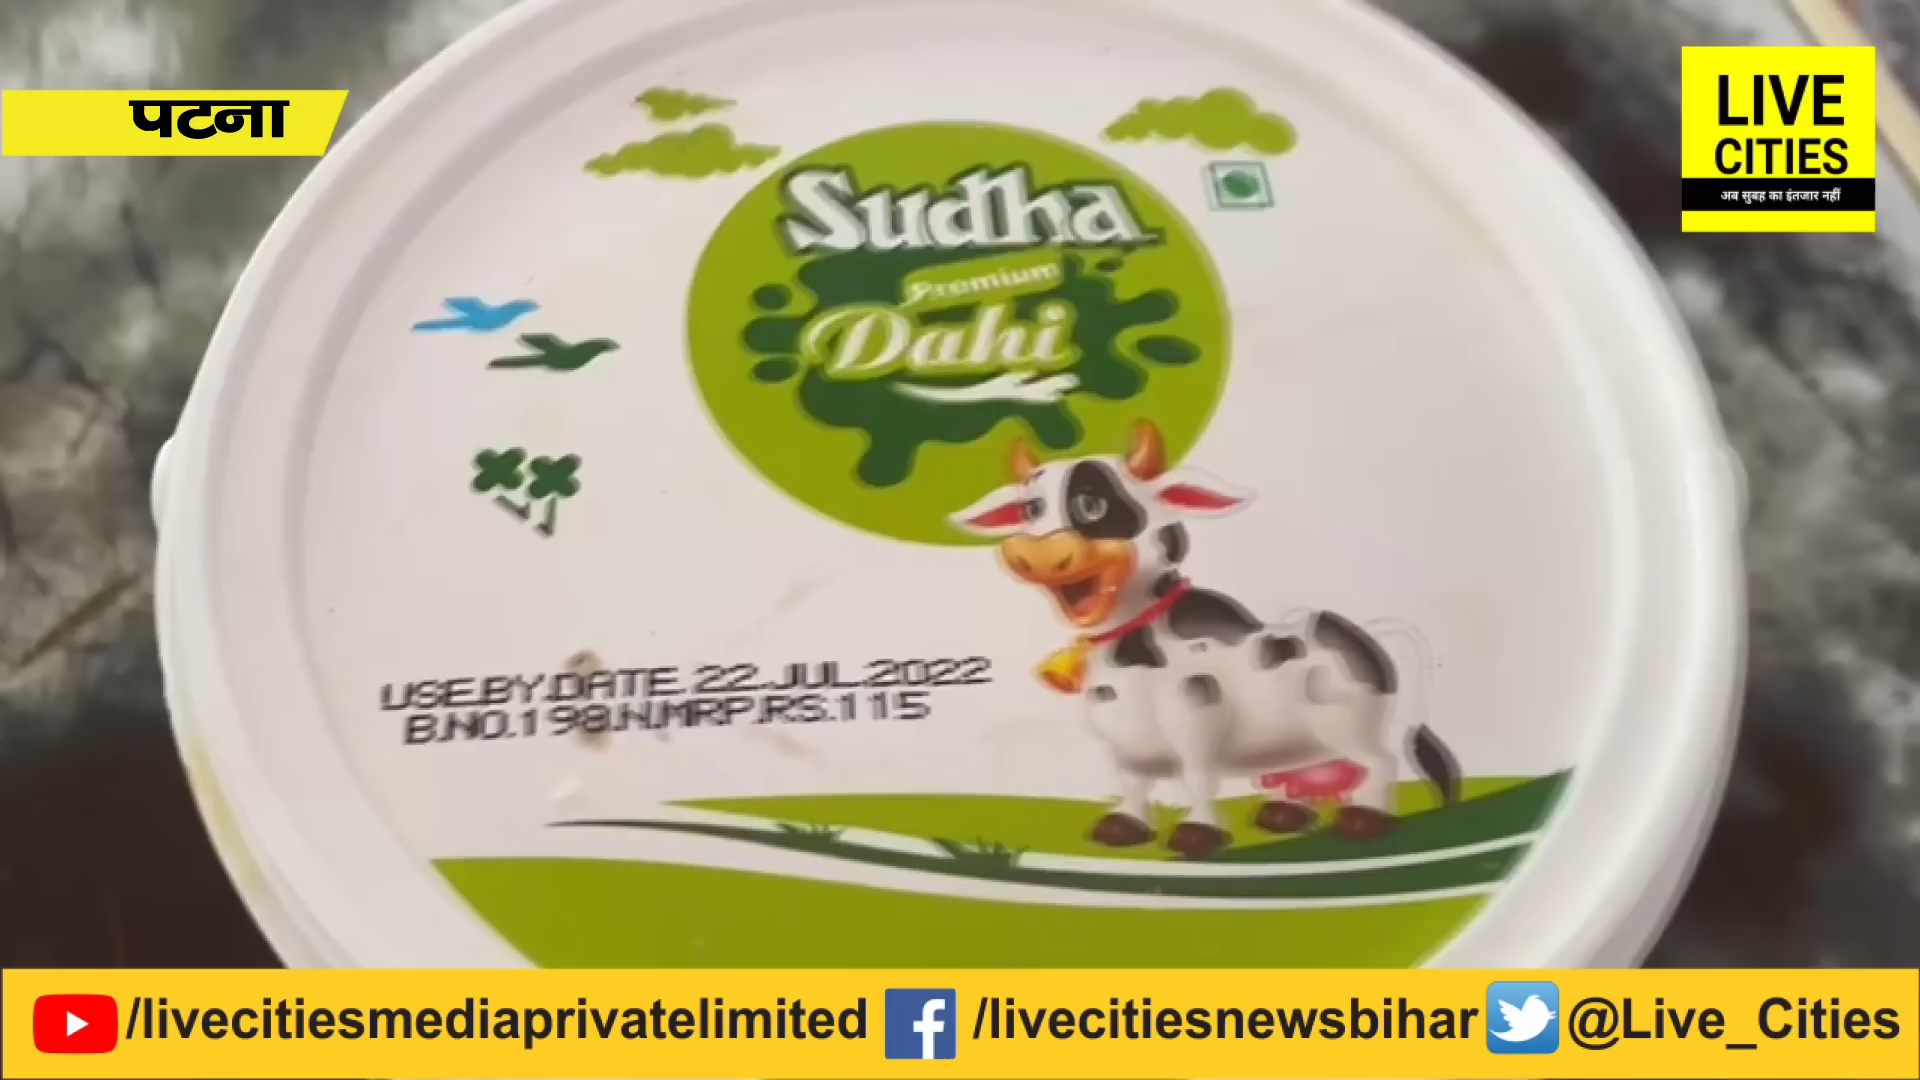 पटना
LIVE
CITIES
अब सुबह का इंतजार नहीं
Sudha
Premium
Dahi
USE.BY.DATE. 22.JUL.2022
B.NO.198.N.MRP.RS.115
/livecitiesmediaprivatelimited /livecitiesnewsbihar @Live_Cities